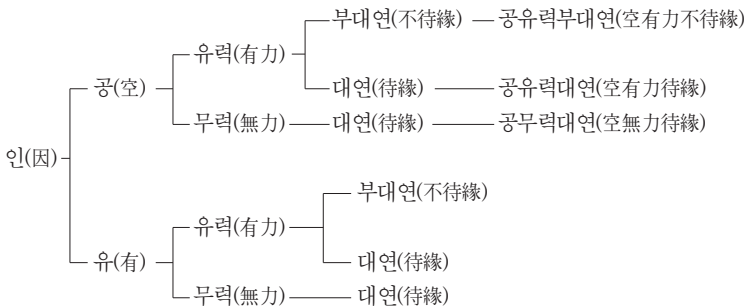 부대연(不待緣) 공유력부대연(空有力不待緣)
유력(有力)
공(空) 대연(待緣) 공유력대연(空有力待緣)
무력(無力) 대연(待緣) 공무력대연(空無力待緣)
인(因)
부대연(不待緣)
유력(有力)
유(有) 대연(待緣)
무력(無力) 대연(待緣)